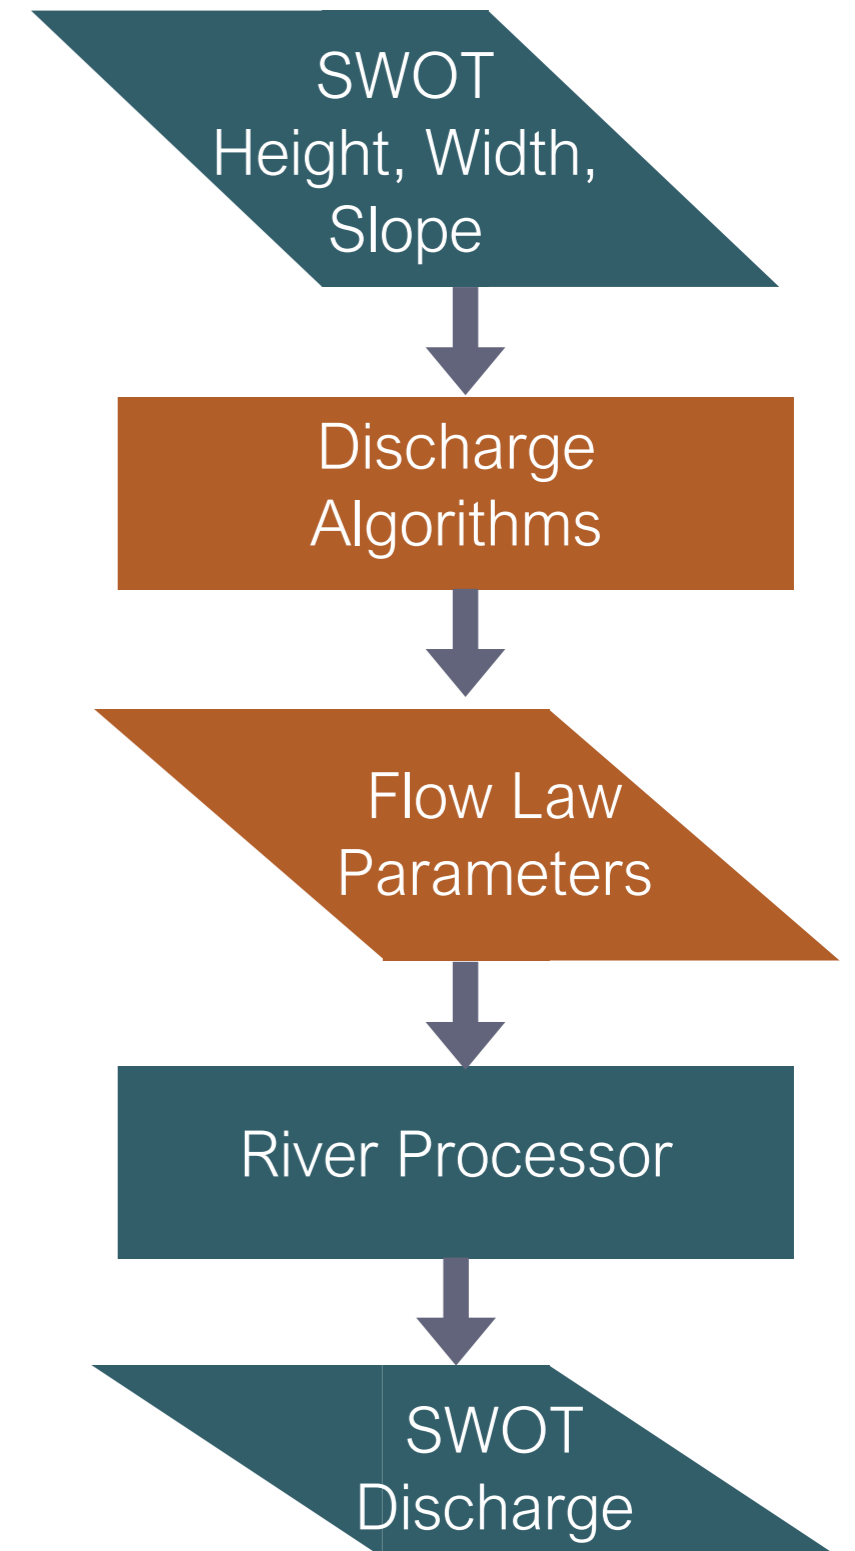 SWOT
Height, Width,
Slope
Discharge
Algorithms
Flow Law
Parameters
River Processor
SWOT
Discharge